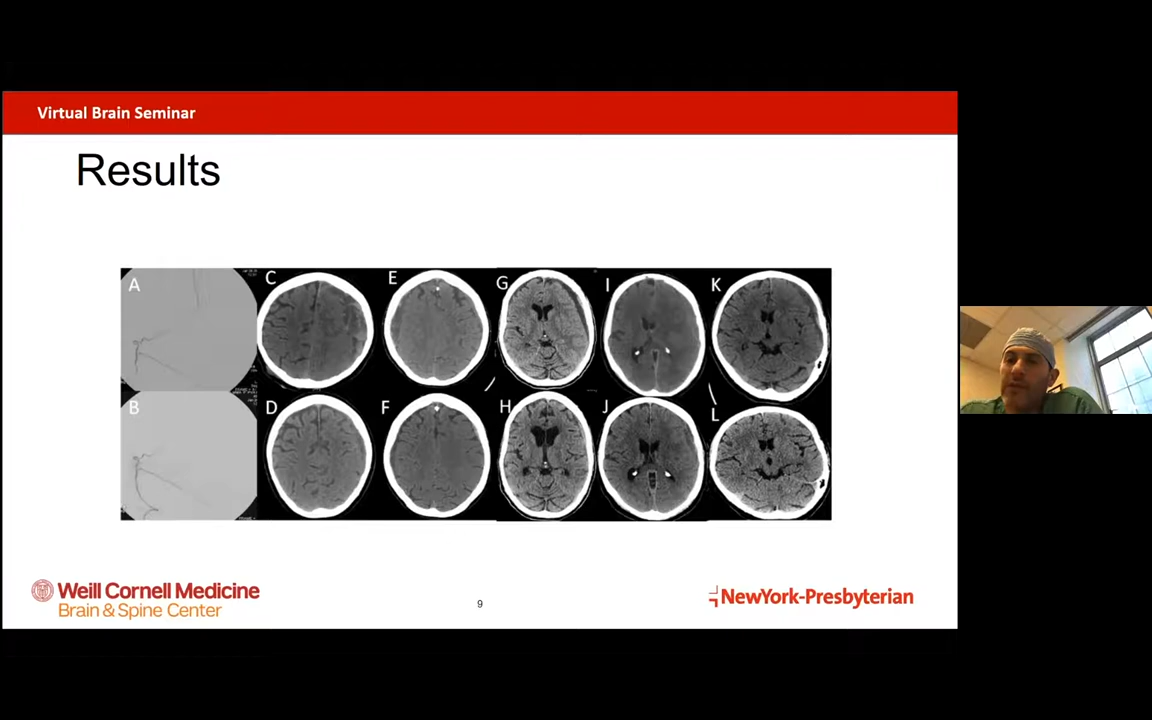 Virtual Brain Seminar
Results
A
C
E
G
I
K
B
D
F
H
J
L
Weill Cornell Medicine
Brain & Spine Center
9
NewYork-Presbyterian